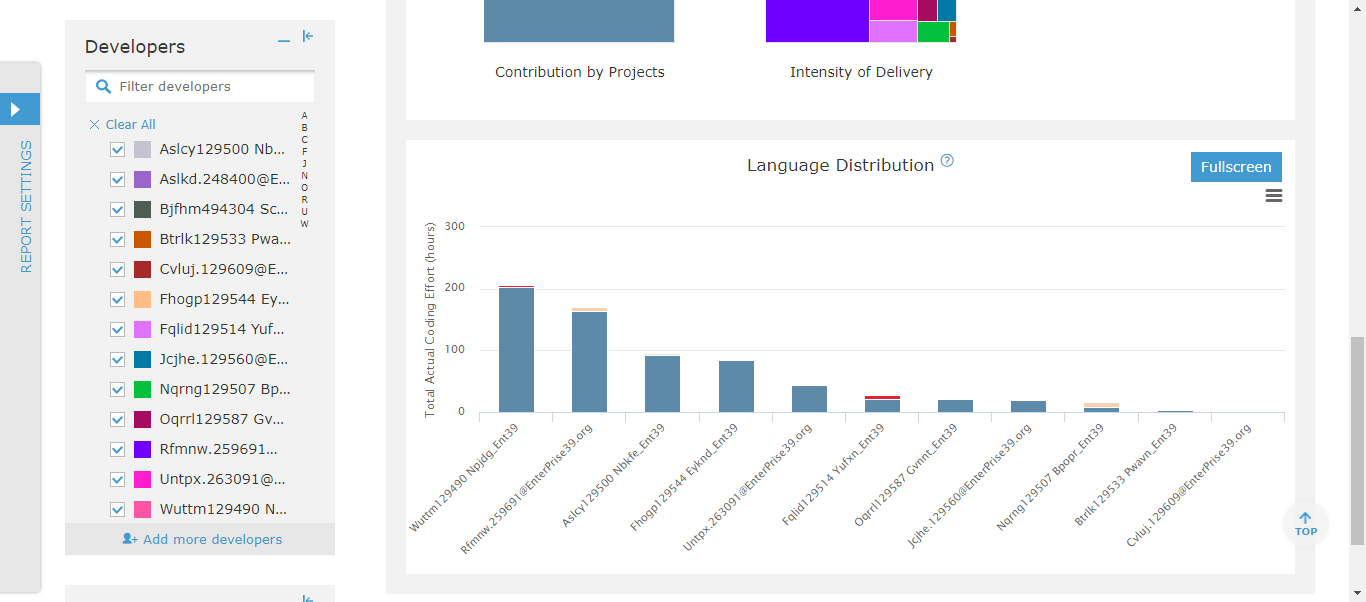 REPORT SETTINGS
Developers
Filter developers
Clear All
Aslcy129500 Nb...
Aslkd.248400@E...
Bjfhm494304 Sc...
Btrlk129533 Pwa...
Cvluj.129609@E...
Fhogp129544 Ey...
Fqlid129514 Yuf...
Jcjhe.129560@E...
Nqrng129507 Bp...
Oqrrl129587 Gv...
Rfmnw.259691...
Untpx.263091@...
Wuttm129490 N...
A
B
C
F
J
N
O
R
U
W
Add more developers
Contribution by Projects
Intensity of Delivery
Language Distribution ?
Fullscreen
Total Actual Coding Effort (hours)
300
200
100
0
Wuttm129490 Npjdg_Ent39
Rfmnw.259691@EnterPrise39.org
Aslcy129500 Nbkfe_Ent39
Fhogp129544 Eyknd_Ent39
Untpx.263091@EnterPrise39.org
Fqlid129514 Yufxn_Ent39
Oqrrl129587 Gvnnt_Ent39
Jcjhe.129560@EnterPrise39.org
Nqrng129507 Bpopr_Ent39
Btrlk129533 Pwavn_Ent39
Cvluj.129609@EnterPrise39.org
TOP